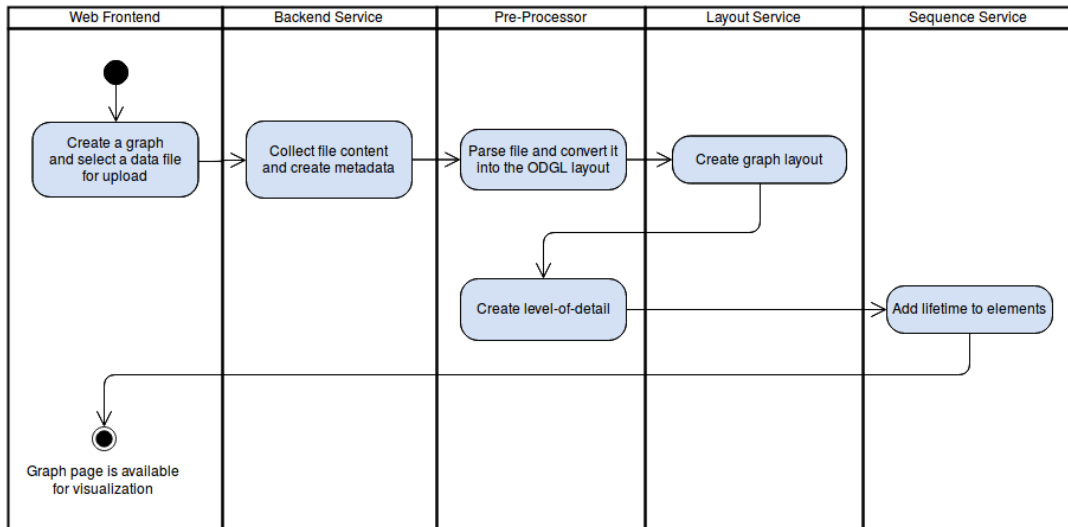 Web Frontend
Backend Service
Pre-Processor
Layout Service
Sequence Service
Create a graph
and select a data file
for upload
Collect file content
and create metadata
Parse file and convert it
into the ODGL layout
Create graph layout
Create level-of-detail
Add lifetime to elements
Graph page is available
for visualization